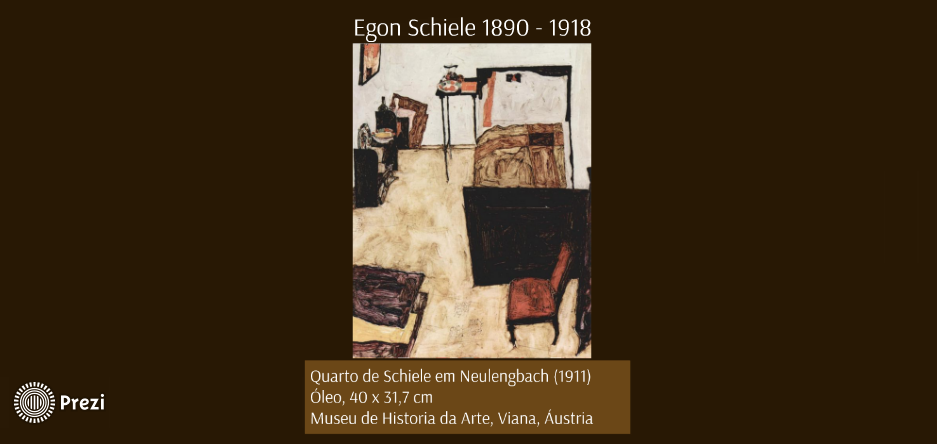 Egon Schiele 1890 - 1918
Quarto de Schiele em Neulengbach (1911)
Óleo, 40 x 31,7 cm
Museu de Historia da Arte, Viana, Áustria
Prezi